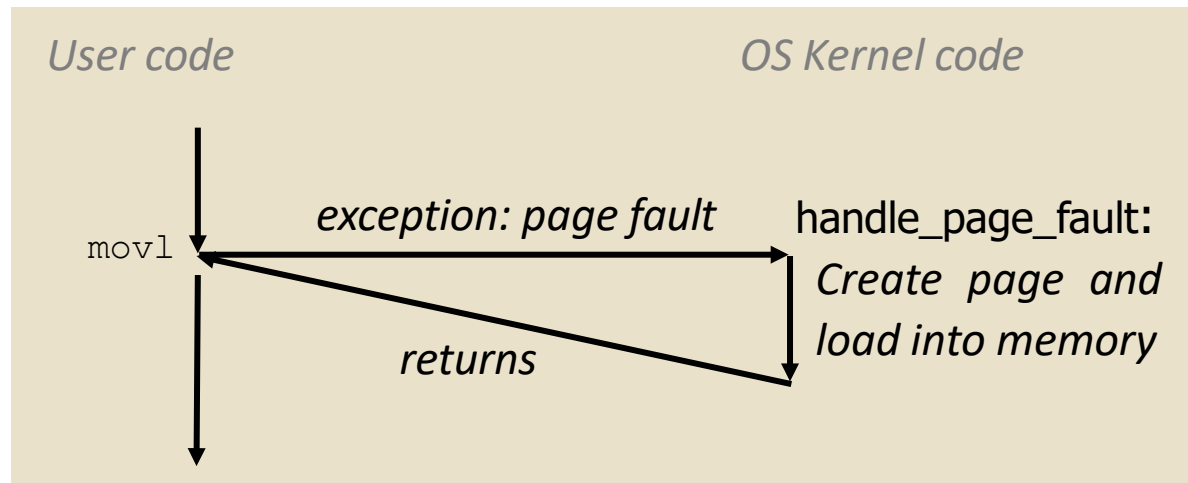 User code
OS Kernel code
exception: page fault
handle_page_fault:
movl
Create page and
load into memory
returns